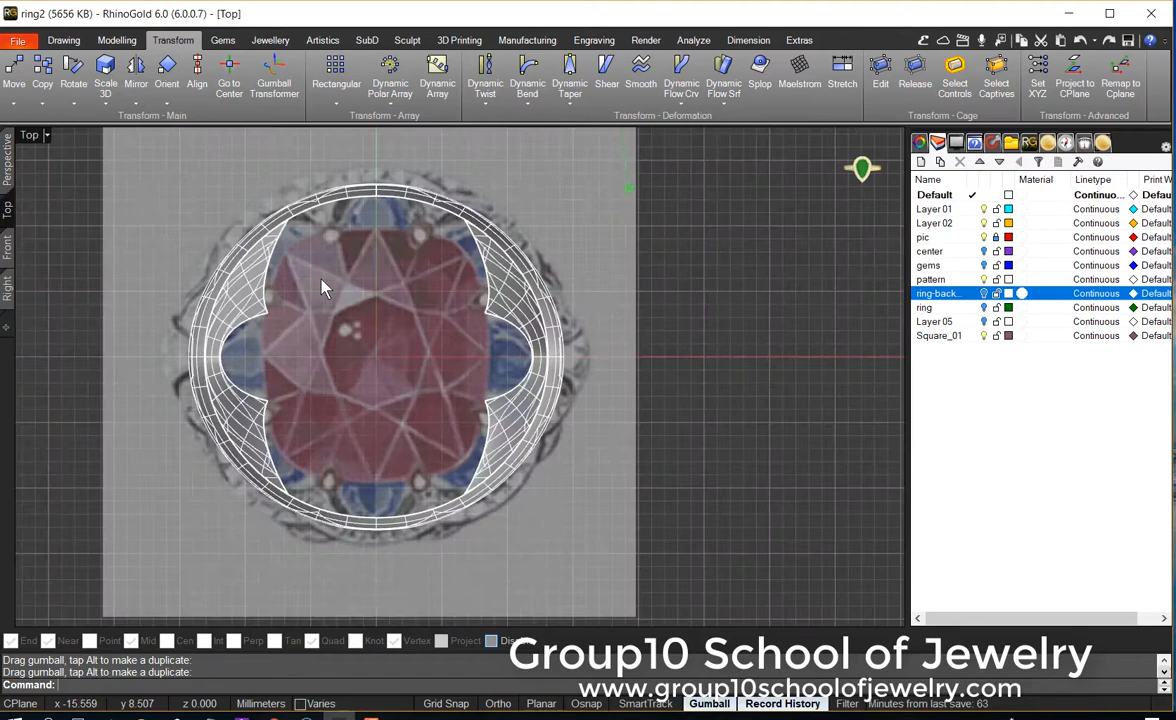 ring2 (5656 KB) - RhinoGold 6.0 (6.0.0.7) - [Top]
File Drawing Modelling Transform Gems Jewellery Artistics SubD Sculpt 3D Printing Manufacturing Engraving Render Analyze Dimension Extras
Move Copy Rotate Scale 3D Mirror Orient Align Go to Center Gumball Transformer Rectangular Dynamic Polar Array Dynamic Array Dynamic Twist Dynamic Bend Dynamic Taper Shear Smooth Dynamic Flow Crv Dynamic Flow Srf Splop Maelstrom Stretch Edit Release Select Controls Select Captives Set XYZ Project to CPlane Remap to Cplane
Transform - Main Transform - Array Transform - Deformation Transform - Cage Transform - Advanced
Top
Perspective
Top
Front
Right
Name Material Linetype Print W
Default Continuo... Default
Layer 01 Continuous Default
Layer 02 Continuous Default
pic Continuous Default
center Continuous Default
gems Continuous Default
pattern Continuous Default
ring-back... Continuous Default
ring Continuous Default
Layer 05 Continuous Default
Square_01 Continuous Default
End Near Point Mid Cen Int Perp Tan Quad Knot Vertex Project
Group10 School of Jewelry
www.group10schoolofjewelry.com
Drag gumball, tap Alt to make a duplicate:
Drag gumball, tap Alt to make a duplicate:
Command:
CPlane x -15.559 y 8.507 z 0.000 Millimeters Varies Grid Snap Ortho Planar Osnap SmartTrack Gumball Record History Filter Minutes from last save: 63